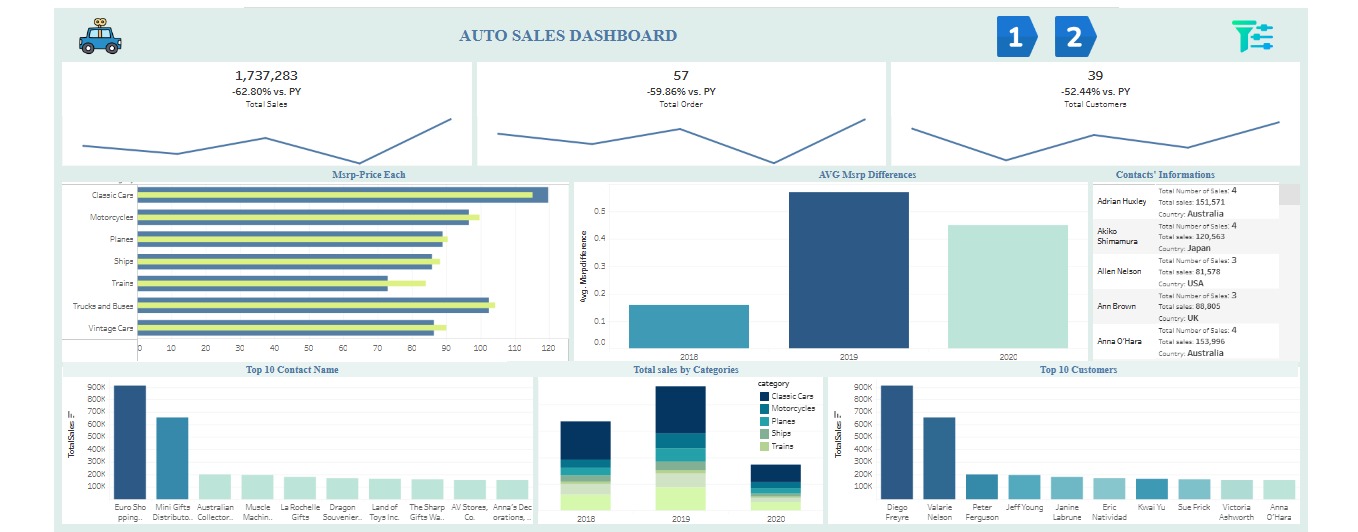 AUTO SALES DASHBOARD
1
2
1,737,283
-62.80% vs. PY
Total Sales
57
-59.86% vs. PY
Total Order
39
-52.44% vs. PY
Total Customers
Msrp-Price Each
Classic Cars
Motorcycles
Planes
Ships
Trains
Trucks and Buses
Vintage Cars
0 10 20 30 40 50 60 70 80 90 100 110 120
AVG Msrp Differences
Avg. Msrpdifference
0.5
0.4
0.3
0.2
0.1
0.0
2018 2019 2020
Contacts' Informations
Adrian Huxley
Total Number of Sales: 4
Total sales: 151,571
Country: Australia
Akiko
Shimamura
Total Number of Sales: 4
Total sales: 120,563
Country: Japan
Allen Nelson
Total Number of Sales: 3
Total sales: 81,578
Country: USA
Ann Brown
Total Number of Sales: 3
Total sales: 88,805
Country: UK
Anna O'Hara
Total Number of Sales: 4
Total sales: 153,996
Country: Australia
Top 10 Contact Name
TotalSales
900K
800K
700K
600K
500K
400K
300K
200K
100K
Euro Sho
pping..
Mini Gifts
Distributo..
Australian
Collector..
Muscle
Machin..
La Rochelle
Gifts
Dragon
Souvenier..
Land of
Toys Inc.
The Sharp
Gifts Wa..
AV Stores,
Co.
Anna's Dec
orations, ..
Total sales by Categories
category
Classic Cars
Motorcycles
Planes
Ships
Trains
2018 2019 2020
Top 10 Customers
TotalSales
900K
800K
700K
600K
500K
400K
300K
200K
100K
Diego
Freyre
Valarie
Nelson
Peter
Ferguson
Jeff Young
Janine
Labrune
Eric
Natividad
Kwai Yu
Sue Frick
Victoria
Ashworth
Anna
O'Hara